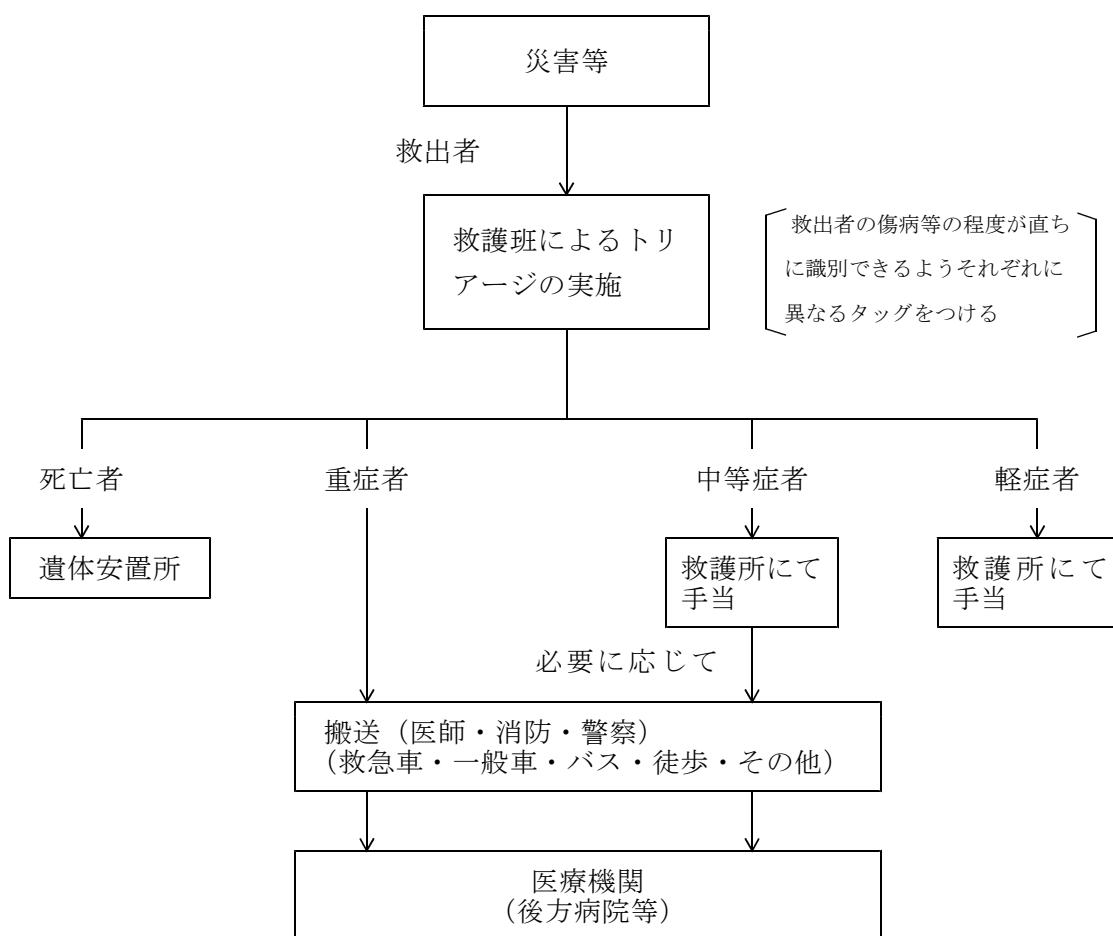 災害等
救出者
救護班によるトリ
アージの実施
救出者の傷病等の程度が直ち
に識別できるようそれぞれに
異なるタッグをつける
死亡者
重症者
中等症者
軽症者
遺体安置所
救護所にて
手当
救護所にて
手当
必要に応じて
搬送（医師・消防・警察）
（救急車・一般車・バス・徒歩・その他）
医療機関
（後方病院等）